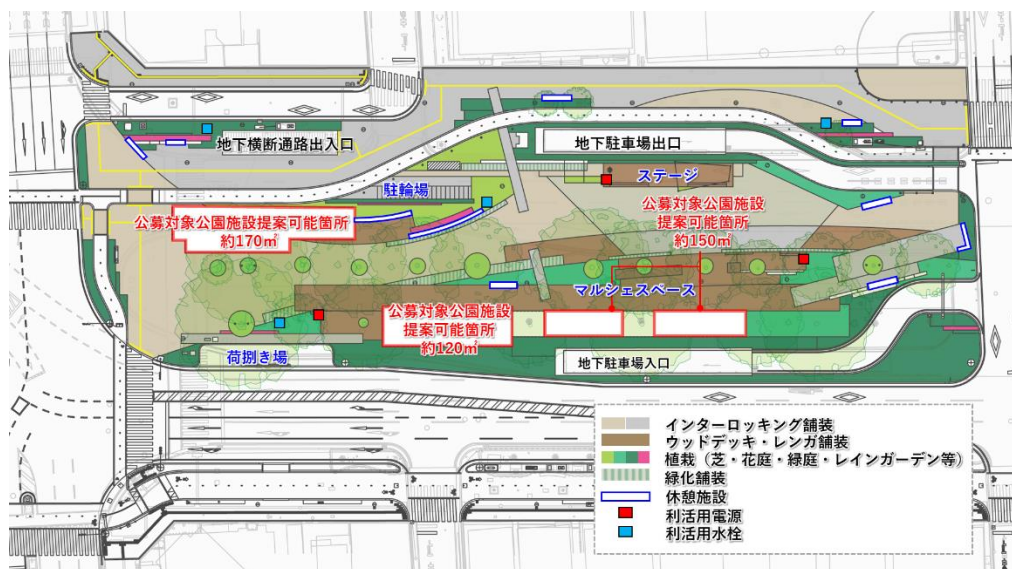 地下横断通路出入口
地下駐車場出口
ステージ
駐輪場
公募対象公園施設提案可能箇所
約170㎡
公募対象公園施設
提案可能箇所
約150㎡
マルシェスペース
公募対象公園施設
提案可能箇所
約120㎡
荷捌き場
地下駐車場入口
インターロッキング舗装
ウッドデッキ・レンガ舗装
植栽（芝・花庭・緑庭・レインガーデン等）
緑化舗装
休憩施設
利活用電源
利活用水栓